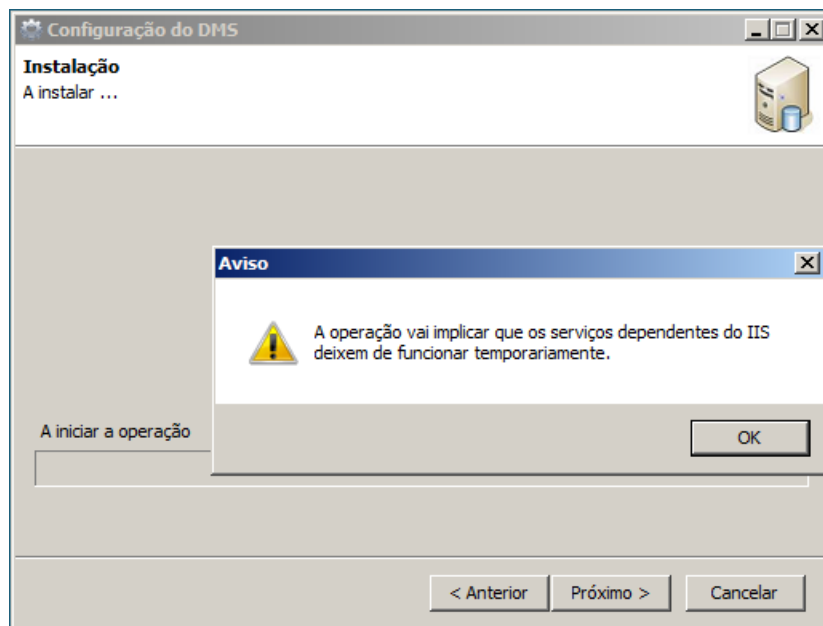 Configuração do DMS
Instalação
A instalar ...
Aviso
A operação vai implicar que os serviços dependentes do IIS
deixem de funcionar temporariamente.
OK
A iniciar a operação
< Anterior
Próximo >
Cancelar